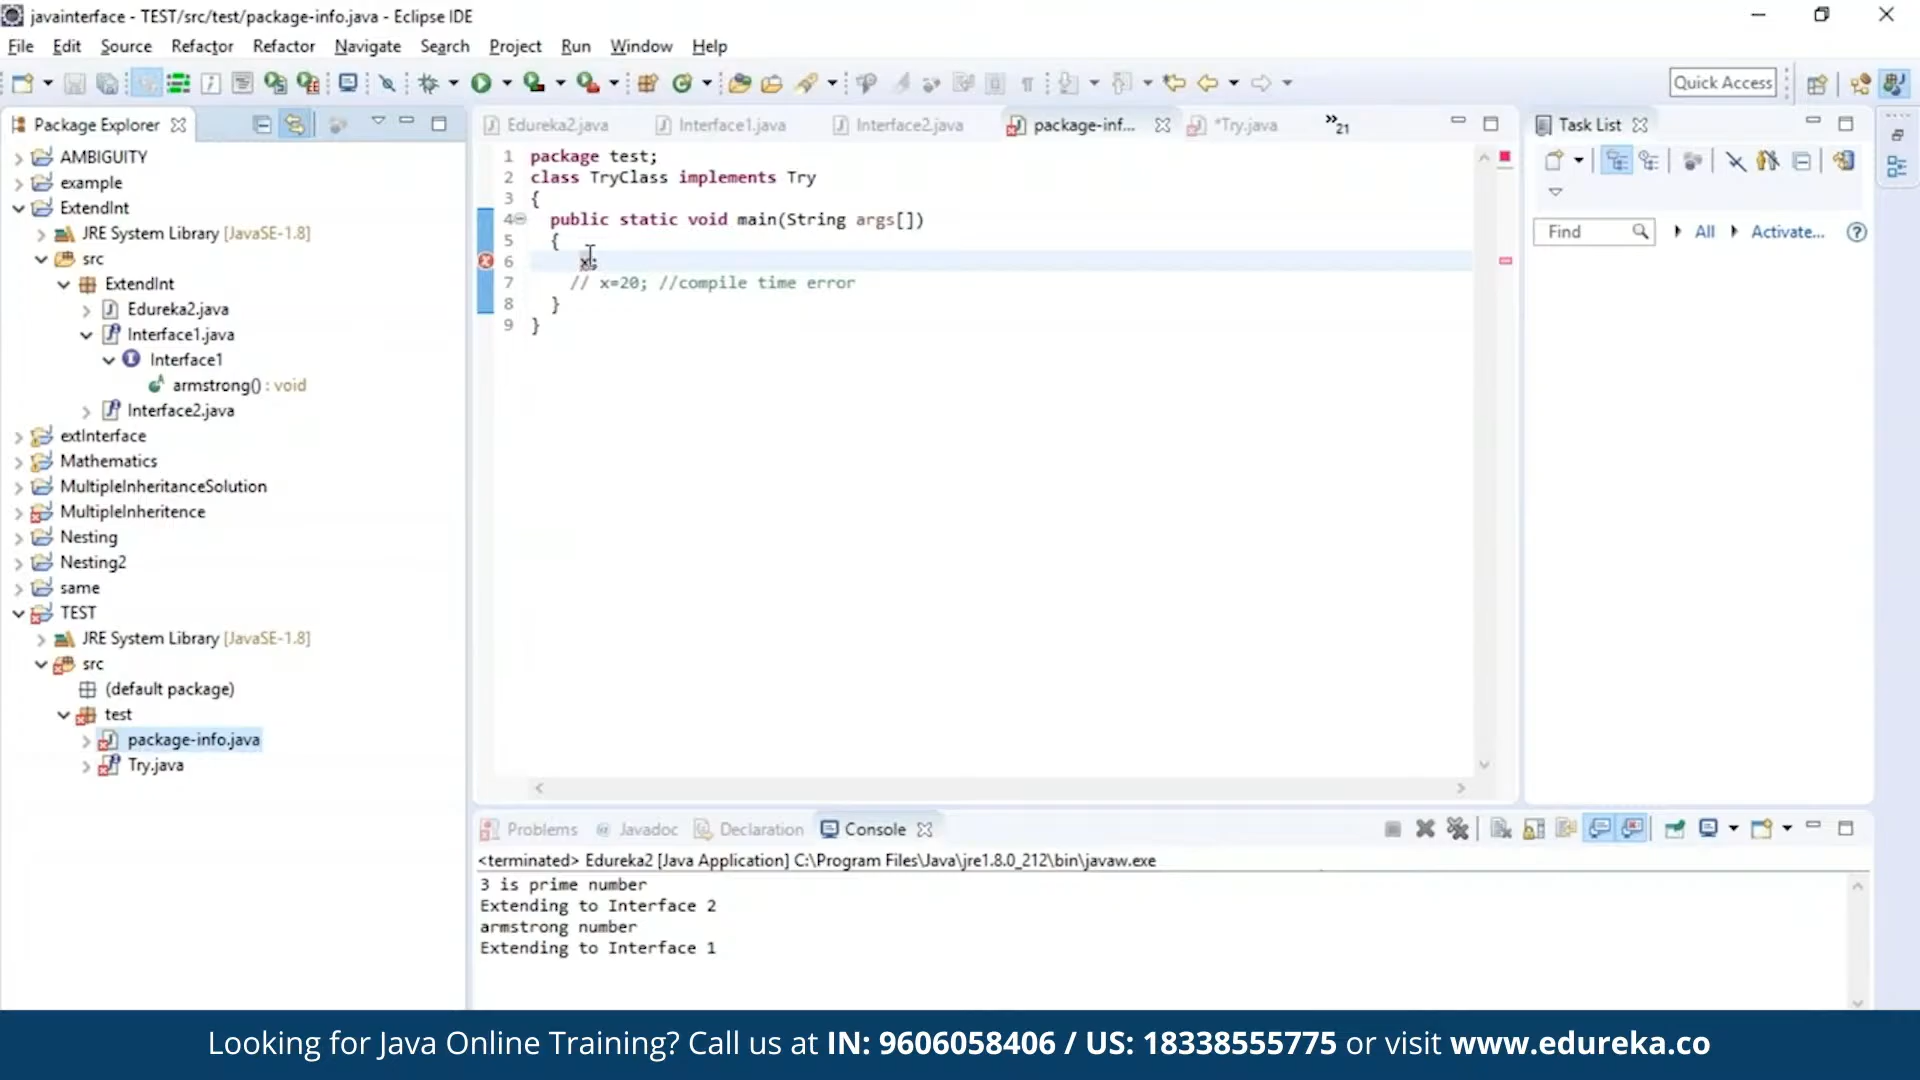 javainterface - TEST/src/test/package-info.java - Eclipse IDE
File Edit Source Refactor Refactor Navigate Search Project Run Window Help
Quick Access
Package Explorer
AMBIGUITY
example
ExtendInt
JRE System Library [JavaSE-1.8]
src
ExtendInt
Edureka2.java
Interface1.java
Interface1
armstrong() : void
Interface2.java
extInterface
Mathematics
MultipleInheritanceSolution
MultipleInheritence
Nesting
Nesting2
same
TEST
JRE System Library [JavaSE-1.8]
src
(default package)
test
package-info.java
Try.java
Edureka2.java Interface1.java Interface2.java package-inf... *Try.java »21
1 package test;
2 class TryClass implements Try
3 {
4 public static void main(String args[])
5 {
6 x;
7 // x=20; //compile time error
8 }
9 }
Task List
Find All Activate...
Problems Javadoc Declaration Console
<terminated> Edureka2 [Java Application] C:\Program Files\Java\jre1.8.0_212\bin\javaw.exe
3 is prime number
Extending to Interface 2
armstrong number
Extending to Interface 1
Looking for Java Online Training? Call us at IN: 9606058406 / US: 18338555775 or visit www.edureka.co